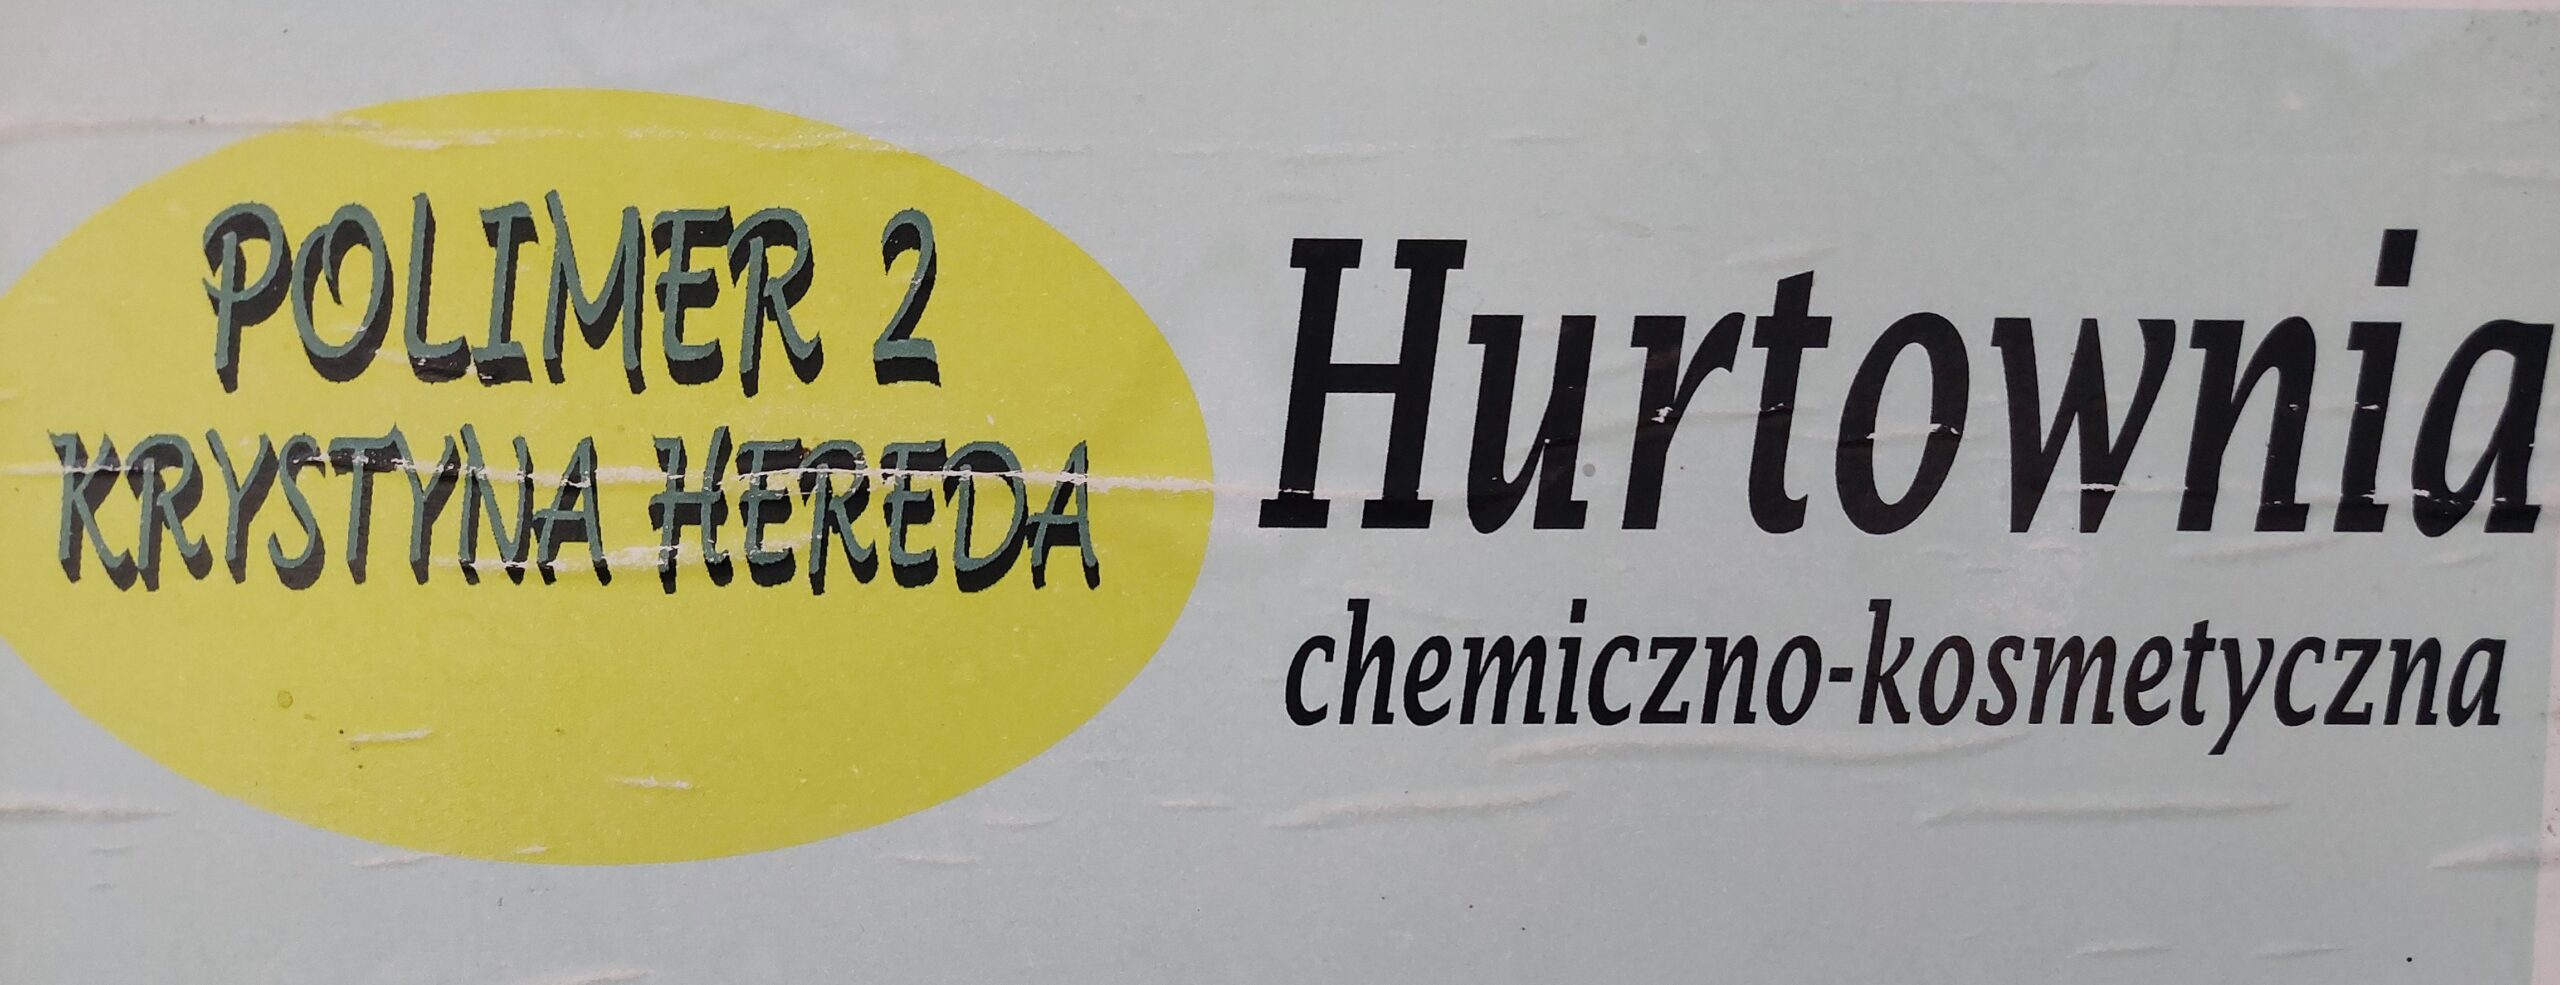 POLIMER 2
KRYSTYNA HEREDA
Hurtownia
chemiczno-kosmetyczna